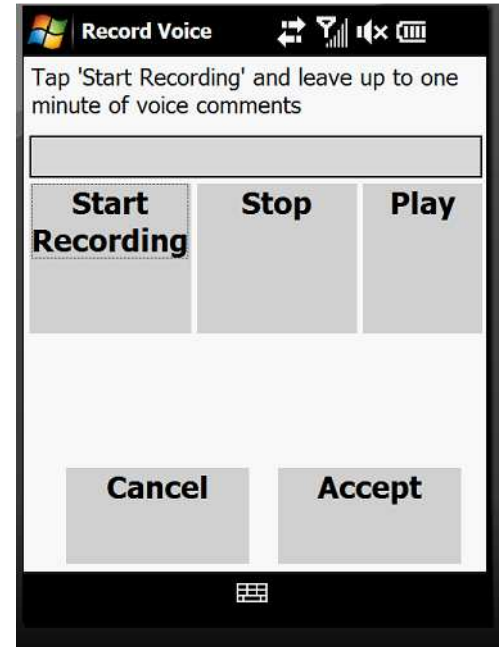 Record Voice
Tap 'Start Recording' and leave up to one
minute of voice comments
Start
Recording
Stop
Play
Cancel
Accept